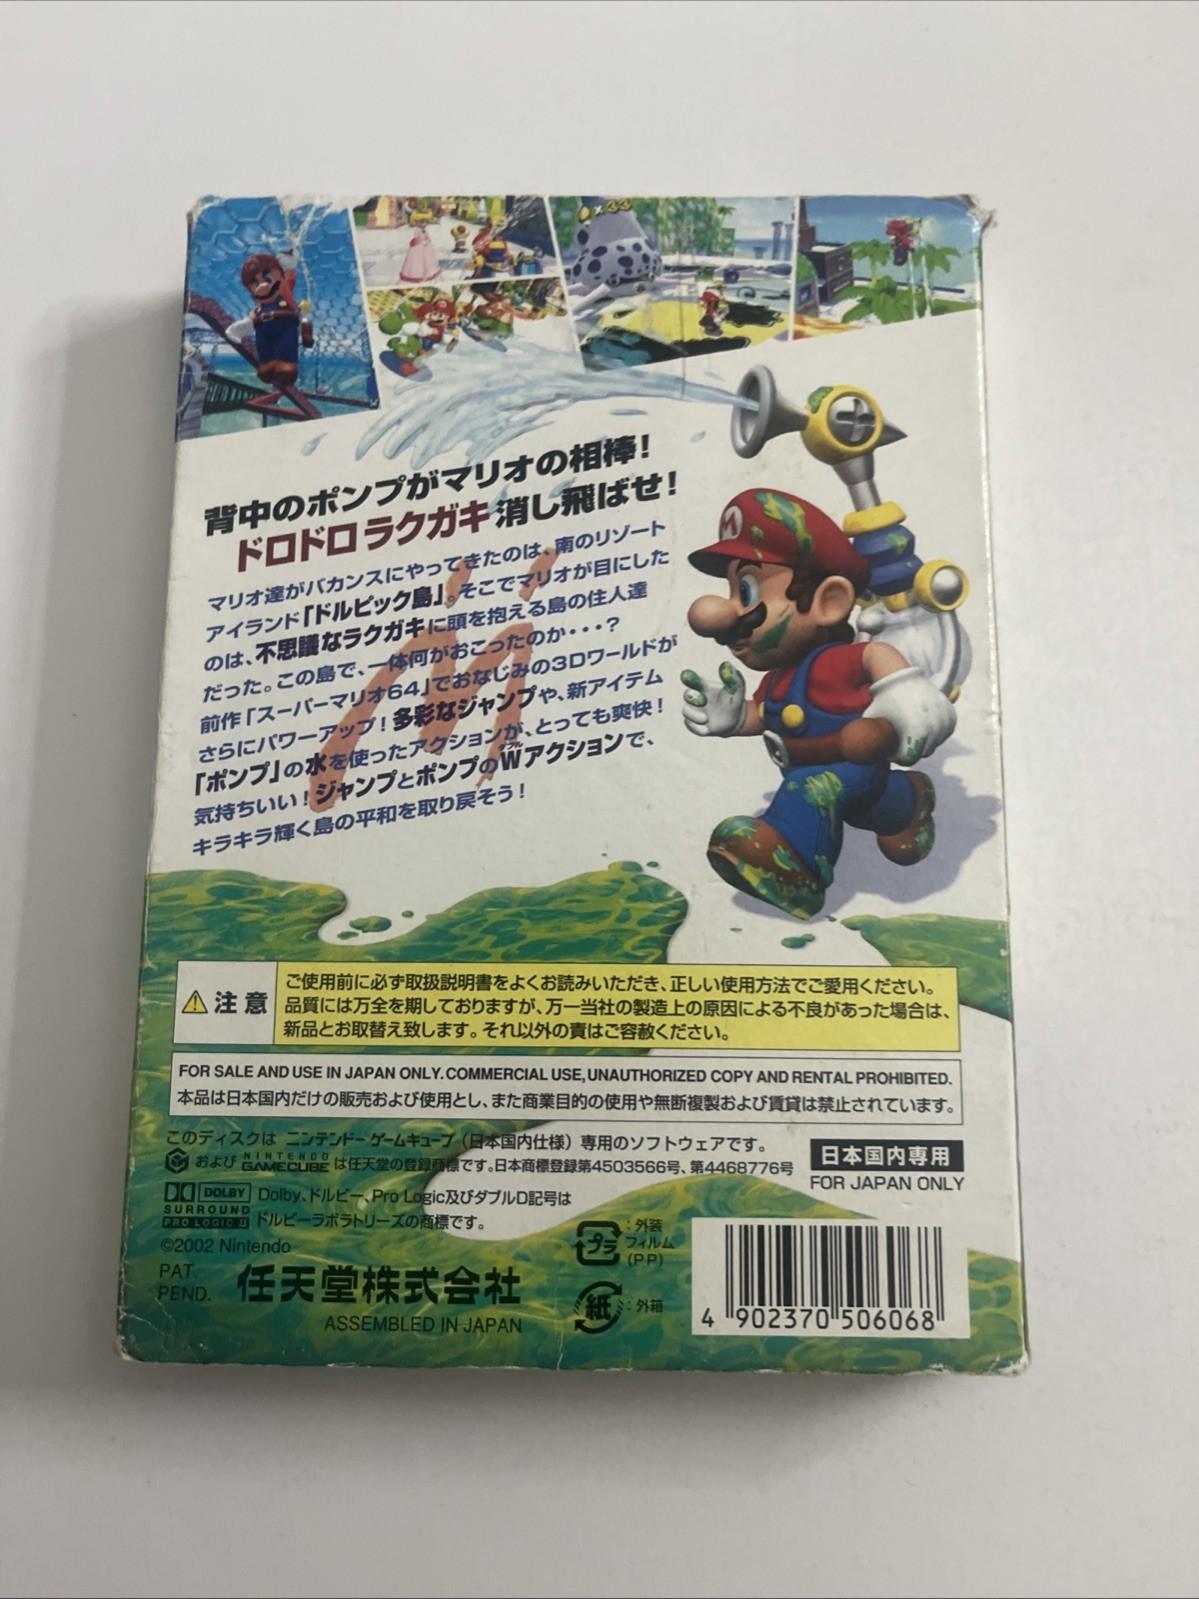 ×33
背中のポンプがマリオの相棒!
ドロドロラクガキ消し飛ばせ!
マリオ達がバカンスにやってきたのは、南のリゾート
アイランド「ドルピック島」。そこでマリオが目にした
のは、不思議なラクガキに頭を抱える島の住人達
だった。この島で、一体何がおこったのか・・・?
前作「スーパーマリオ64」でおなじみの3Dワールドが
さらにパワーアップ!多彩なジャンプや、新アイテム
「ポンプ」の水を使ったアクションが、とっても爽快!
気持ちいい!ジャンプとポンプのWアクションで、
キラキラ輝く島の平和を取り戻そう!
M
注意
ご使用前に必ず取扱説明書をよくお読みいただき、正しい使用方法でご愛用ください。
品質には万全を期しておりますが、万一当社の製造上の原因による不良があった場合は、
新品とお取替え致します。それ以外の責はご容赦ください。
FOR SALE AND USE IN JAPAN ONLY. COMMERCIAL USE, UNAUTHORIZED COPY AND RENTAL PROHIBITED.
本品は日本国内だけの販売および使用とし、また商業目的の使用や無断複製および賃貸は禁止されています。
このディスクは ニンテンドーゲームキューブ (日本国内仕様) 専用のソフトウェアです。
および NINTENDO GAMECUBE は任天堂の登録商標です。日本商標登録第4503566号、第4468776号
日本国内専用
FOR JAPAN ONLY
DOLBY
SURROUND
PRO LOGIC II
Dolby、ドルビー、Pro Logic及びダブルD記号は
ドルビーラボラトリーズの商標です。
©2002 Nintendo
PAT.
PEND.
任天堂株式会社
ASSEMBLED IN JAPAN
プラ
:外装
フィルム
(PP)
紙
:外箱
4 902370 506068